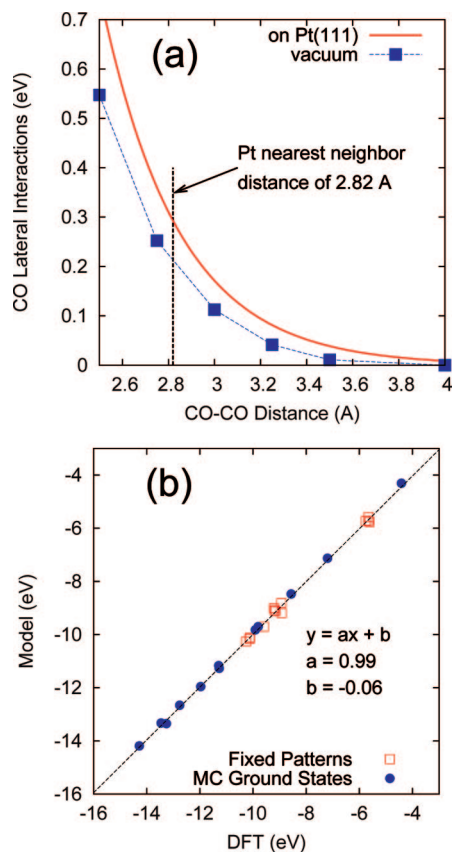 (a)
on Pt(111)
vacuum
Pt nearest neighbor
distance of 2.82 A
CO Lateral Interactions (eV)
0.7
0.6
0.5
0.4
0.3
0.2
0.1
0
2.6 2.8 3 3.2 3.4 3.6 3.8 4
CO-CO Distance (A)
(b)
Model (eV)
-4
-6
-8
-10
-12
-14
-16
y = ax + b
a = 0.99
b = -0.06
Fixed Patterns
MC Ground States
-16 -14 -12 -10 -8 -6 -4
DFT (eV)